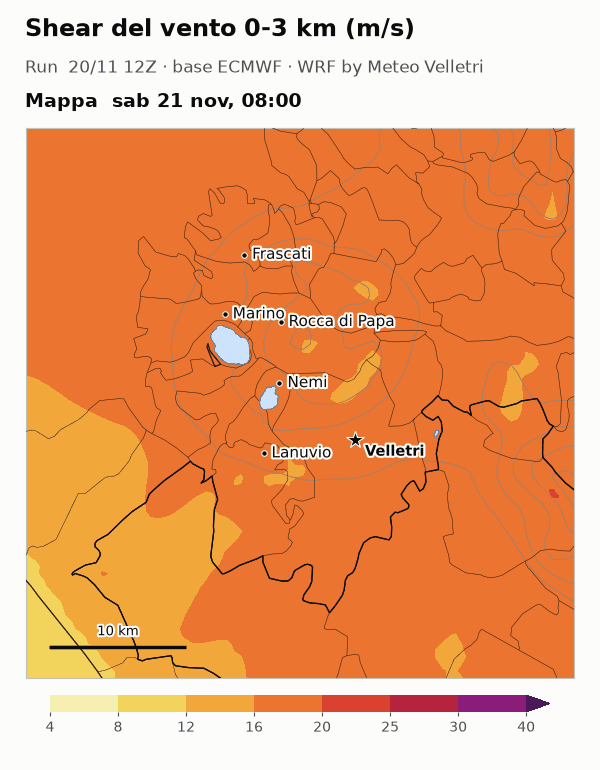 Shear del vento 0-3 km (m/s)
Run  20/11 12Z · base ECMWF · WRF by Meteo Velletri
Mappa  sab 21 nov, 08:00
Frascati
Marino
Rocca di Papa
Nemi
Velletri
Lanuvio
10 km
4 8 12 16 20 25 30 40